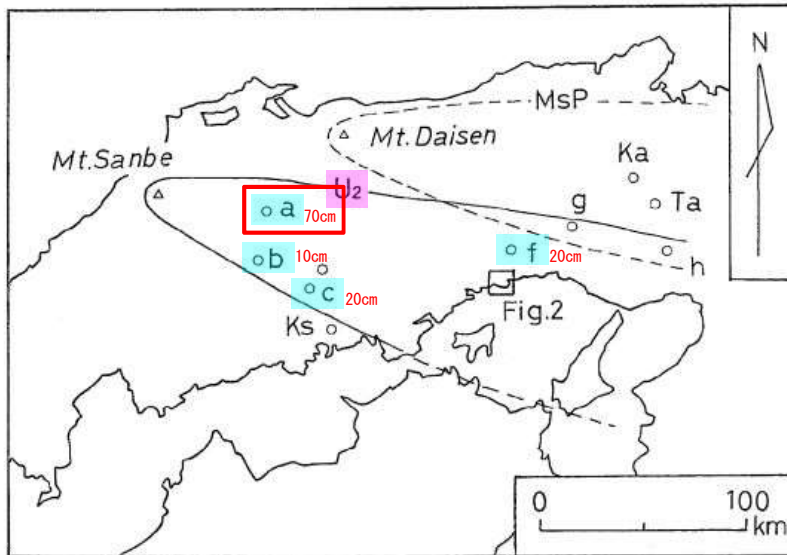 N
MsP
Mt. Daisen
Ka
Mt. Sanbe
U₂
Ta
a 70cm
g
b 10cm
f 20cm
h
c 20cm
Fig.2
Ks
0 100
km